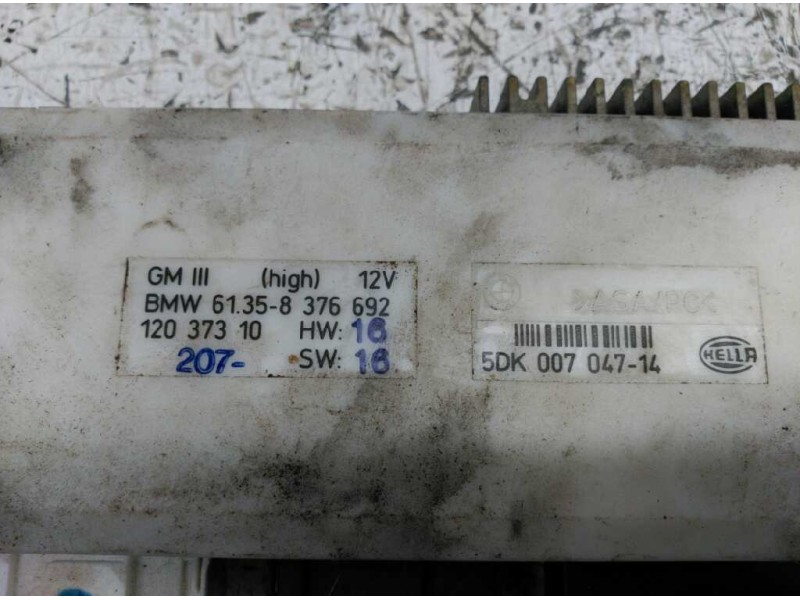 GM III (high) 12V
BMW 61.35-8 376 692
120 373 10 HW: 16
207- SW: 16
5DK 007 047-14
HELLA